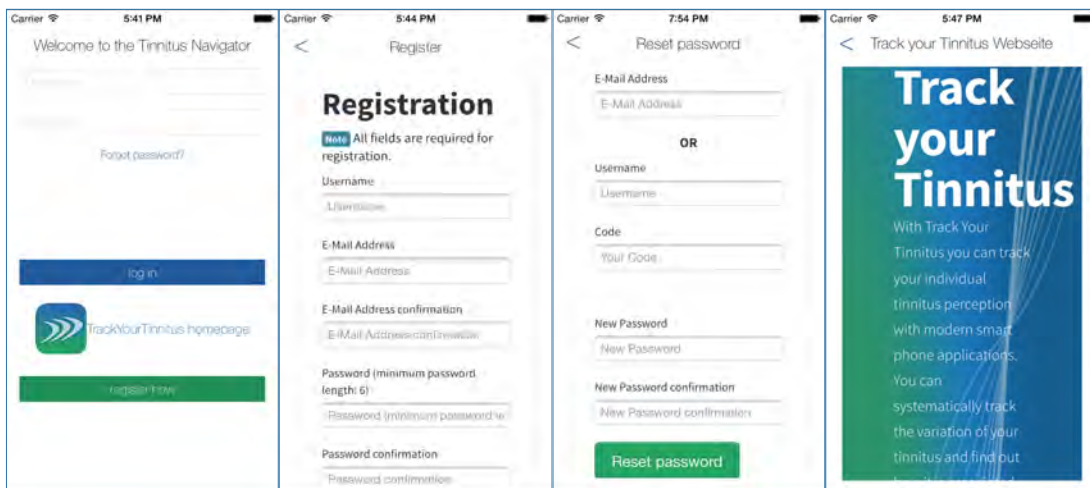 Carrier 5:41 PM
Welcome to the Tinnitus Navigator
Forgot password?
log in
TrackYourTinnitus homepage
register now
Carrier 5:44 PM
< Register
Registration
Note All fields are required for
registration.
Username
Username
E-Mail Address
E-Mail Address
E-Mail Address confirmation
E-Mail Address confirmation
Password (minimum password
length: 6)
Password (minimum password le
Password confirmation
Password confirmation
Carrier 7:54 PM
< Reset password
E-Mail Address
E-Mail Address
OR
Username
Username
Code
Your Code
New Password
New Password
New Password confirmation
New Password confirmation
Reset password
Carrier 5:47 PM
< Track your Tinnitus Webseite
Track
your
Tinnitus
With Track Your
Tinnitus you can track
your individual
tinnitus perception
with modern smart
phone applications.
You can
systematically track
the variation of your
tinnitus and find out